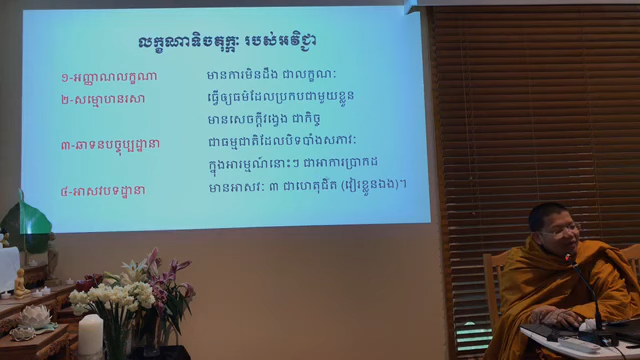 លក្ខណាទិចតុក្កៈ របស់អវិជ្ជា
១-អញ្ញាណលក្ខណា មានការមិនដឹង ជាលក្ខណៈ
២-សម្មោហនរសា ធ្វើឲ្យធម៌ដែលប្រកបជាមួយខ្លួន
មានសេចក្តីវង្វេង ជាកិច្ច
៣-ឆាទនបច្ចុប្បដ្ឋានា ជាធម្មជាតិដែលបិទបាំងសភាវៈ
ក្នុងអារម្មណ៍នោះៗ ជាអាការប្រាកដ
៤-អាសវបទដ្ឋានា មានអាសវៈ ៣ ជាហេតុជិត (វៀរខ្លួនឯង)។